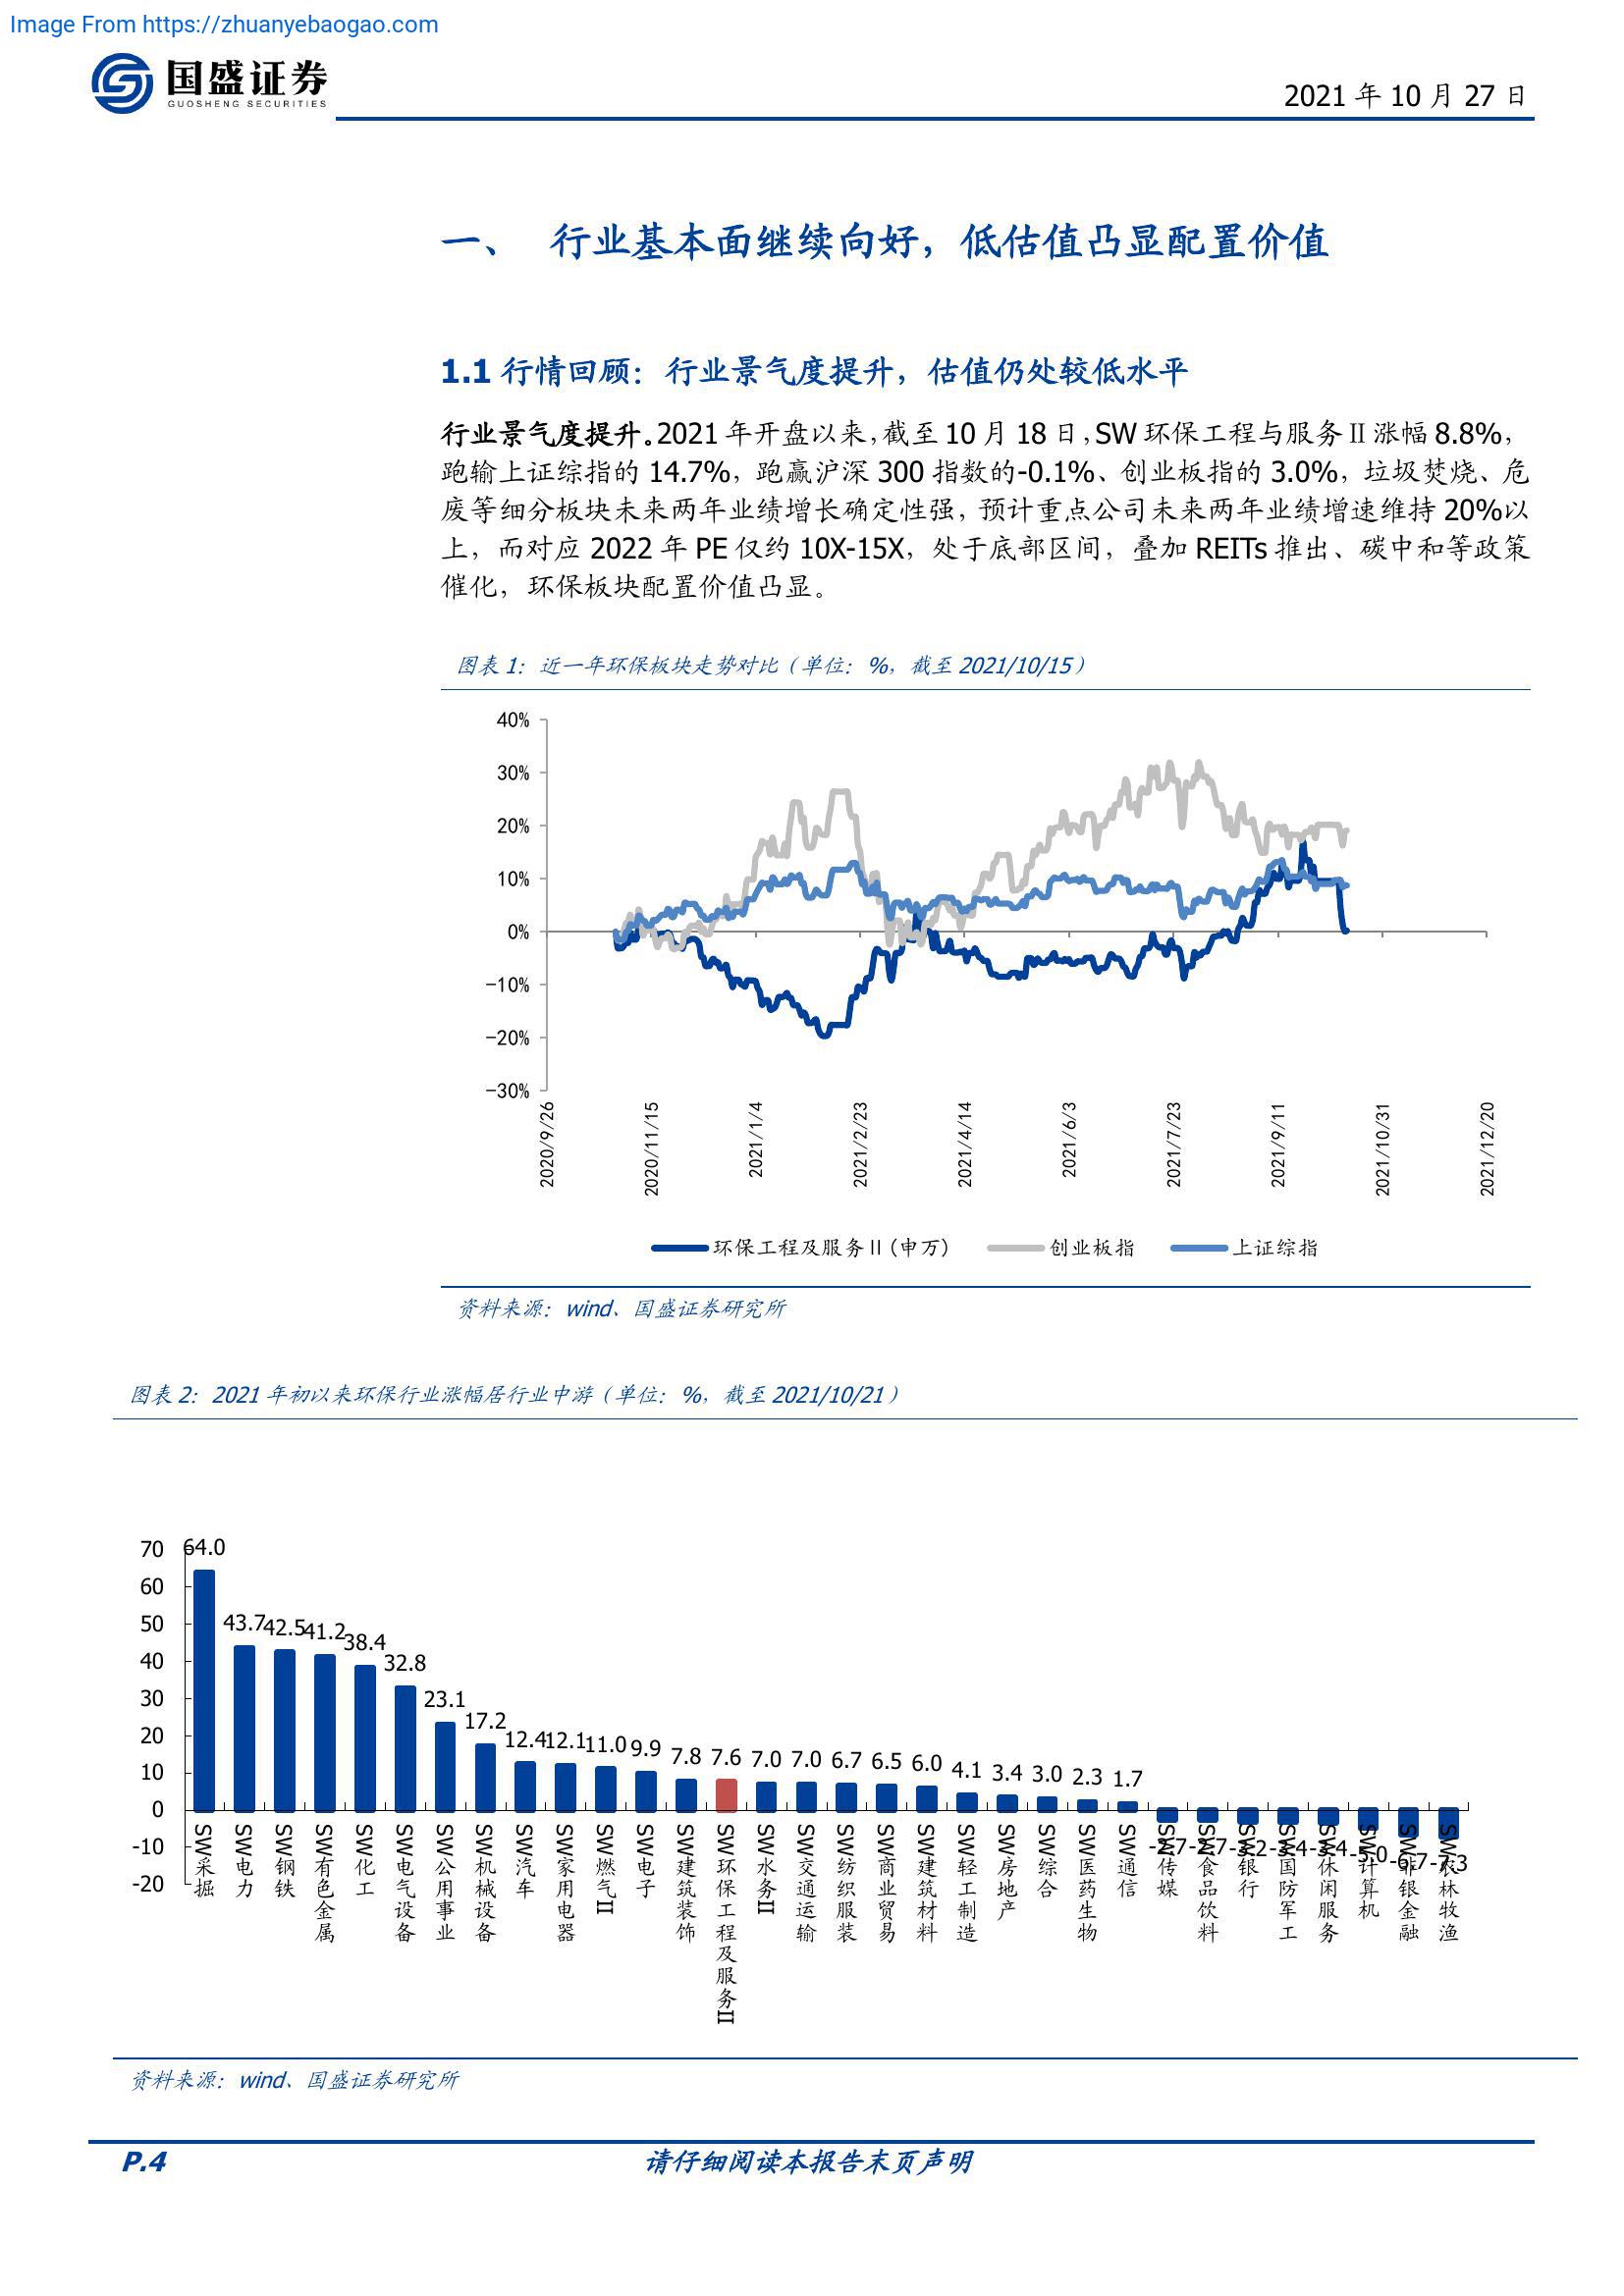 Image From https://zhuanyebaogao.com
国盛证券
GUOSHENG SECURITIES
2021 年 10 月 27 日
一、 行业基本面继续向好，低估值凸显配置价值
1.1 行情回顾：行业景气度提升，估值仍处较低水平
行业景气度提升。2021 年开盘以来，截至 10 月 18 日，SW 环保工程与服务Ⅱ涨幅 8.8%，
跑输上证综指的 14.7%，跑赢沪深 300 指数的-0.1%、创业板指的 3.0%，垃圾焚烧、危
废等细分板块未来两年业绩增长确定性强，预计重点公司未来两年业绩增速维持 20%以
上，而对应 2022 年 PE 仅约 10X-15X，处于底部区间，叠加 REITs 推出、碳中和等政策
催化，环保板块配置价值凸显。
图表 1：近一年环保板块走势对比（单位：%，截至 2021/10/15）
40%
30%
20%
10%
0%
-10%
-20%
-30%
2020/9/26
2020/11/15
2021/1/4
2021/2/23
2021/4/14
2021/6/3
2021/7/23
2021/9/11
2021/10/31
2021/12/20
环保工程及服务Ⅱ(申万) 创业板指 上证综指
资料来源：wind、国盛证券研究所
图表 2：2021 年初以来环保行业涨幅居行业中游（单位：%，截至 2021/10/21）
70
60
50
40
30
20
10
0
-10
-20
64.0 43.7 42.5 41.2 38.4 32.8 23.1 17.2 12.4 12.1 11.0 9.9 7.8 7.6 7.0 7.0 6.7 6.5 6.0 4.1 3.4 3.0 2.3 1.7 -2.7 -2.7 -3.2 -3.4 -3.4 -5.0 -6.7 -7.3
SW采掘
SW电力
SW钢铁
SW有色金属
SW化工
SW电气设备
SW公用事业
SW机械设备
SW汽车
SW家用电器
SW燃气Ⅱ
SW电子
SW建筑装饰
SW环保工程及服务Ⅱ
SW水务Ⅱ
SW交通运输
SW纺织服装
SW商业贸易
SW建筑材料
SW轻工制造
SW房地产
SW综合
SW医药生物
SW通信
SW传媒
SW食品饮料
SW银行
SW国防军工
SW休闲服务
SW计算机
SW非银金融
SW农林牧渔
资料来源：wind、国盛证券研究所
P.4
请仔细阅读本报告末页声明